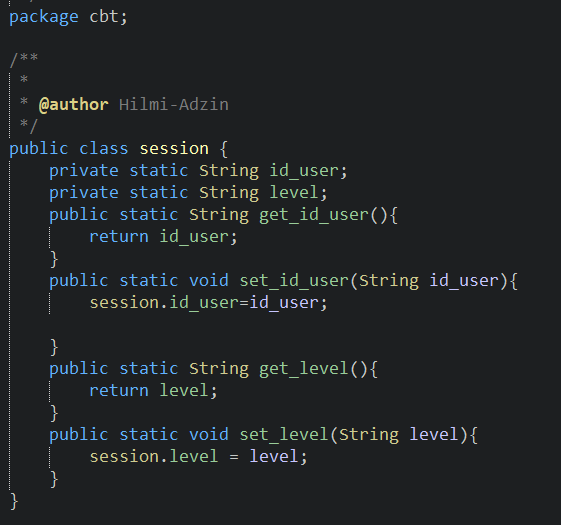 package cbt;
/**
 *
 * @author Hilmi-Adzin
 */
public class session {
    private static String id_user;
    private static String level;
    public static String get_id_user(){
        return id_user;
    }
    public static void set_id_user(String id_user){
        session.id_user=id_user;
    }
    public static String get_level(){
        return level;
    }
    public static void set_level(String level){
        session.level = level;
    }
}